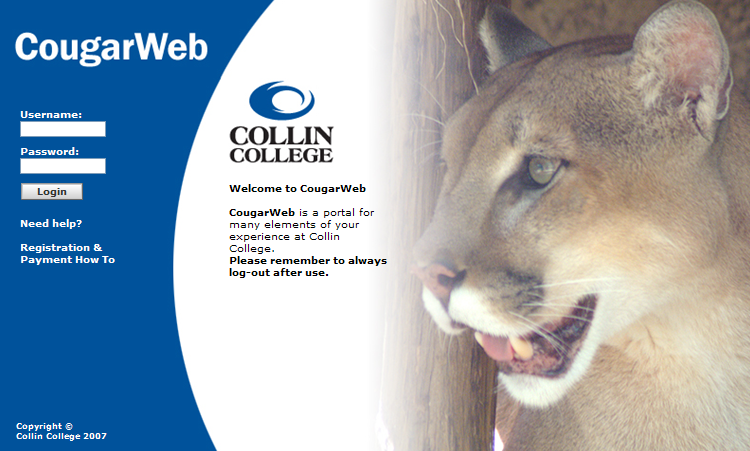 CougarWeb
Username:
Password:
Login
Need help?
Registration &
Payment How To
Copyright ©
Collin College 2007
COLLIN
COLLEGE
Welcome to CougarWeb
CougarWeb is a portal for
many elements of your
experience at Collin
College.
Please remember to always
log-out after use.